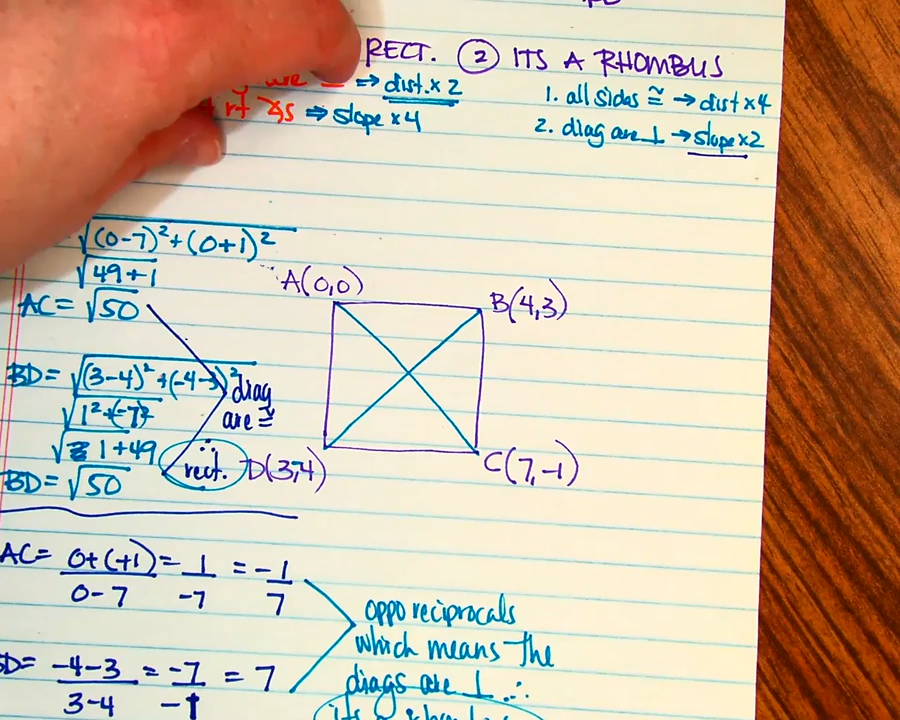 RECT. ② ITS A RHOMBUS
are ≅ ⇒ dist. x 2
1. all sides ≅ → dist x 4
rt ∡s ⇒ slope x 4
2. diag are ⊥ → slope x 2
√(0-7)² + (0+1)²
√49+1
AC = √50
A(0,0)
B(4,3)
BD = √(3-4)² + (-4-3)²
diag
are ≅
√1² + (-7)²
√1+49
∴
rect.
D(3,-4)
C(7,-1)
BD = √50
AC = 0+(+1) / 0-7 = 1 / -7 = -1 / 7
oppo reciprocals
which means the
BD = -4-3 / 3-4 = -7 / -1 = 7
diags are ⊥ ∴
its a rhombus